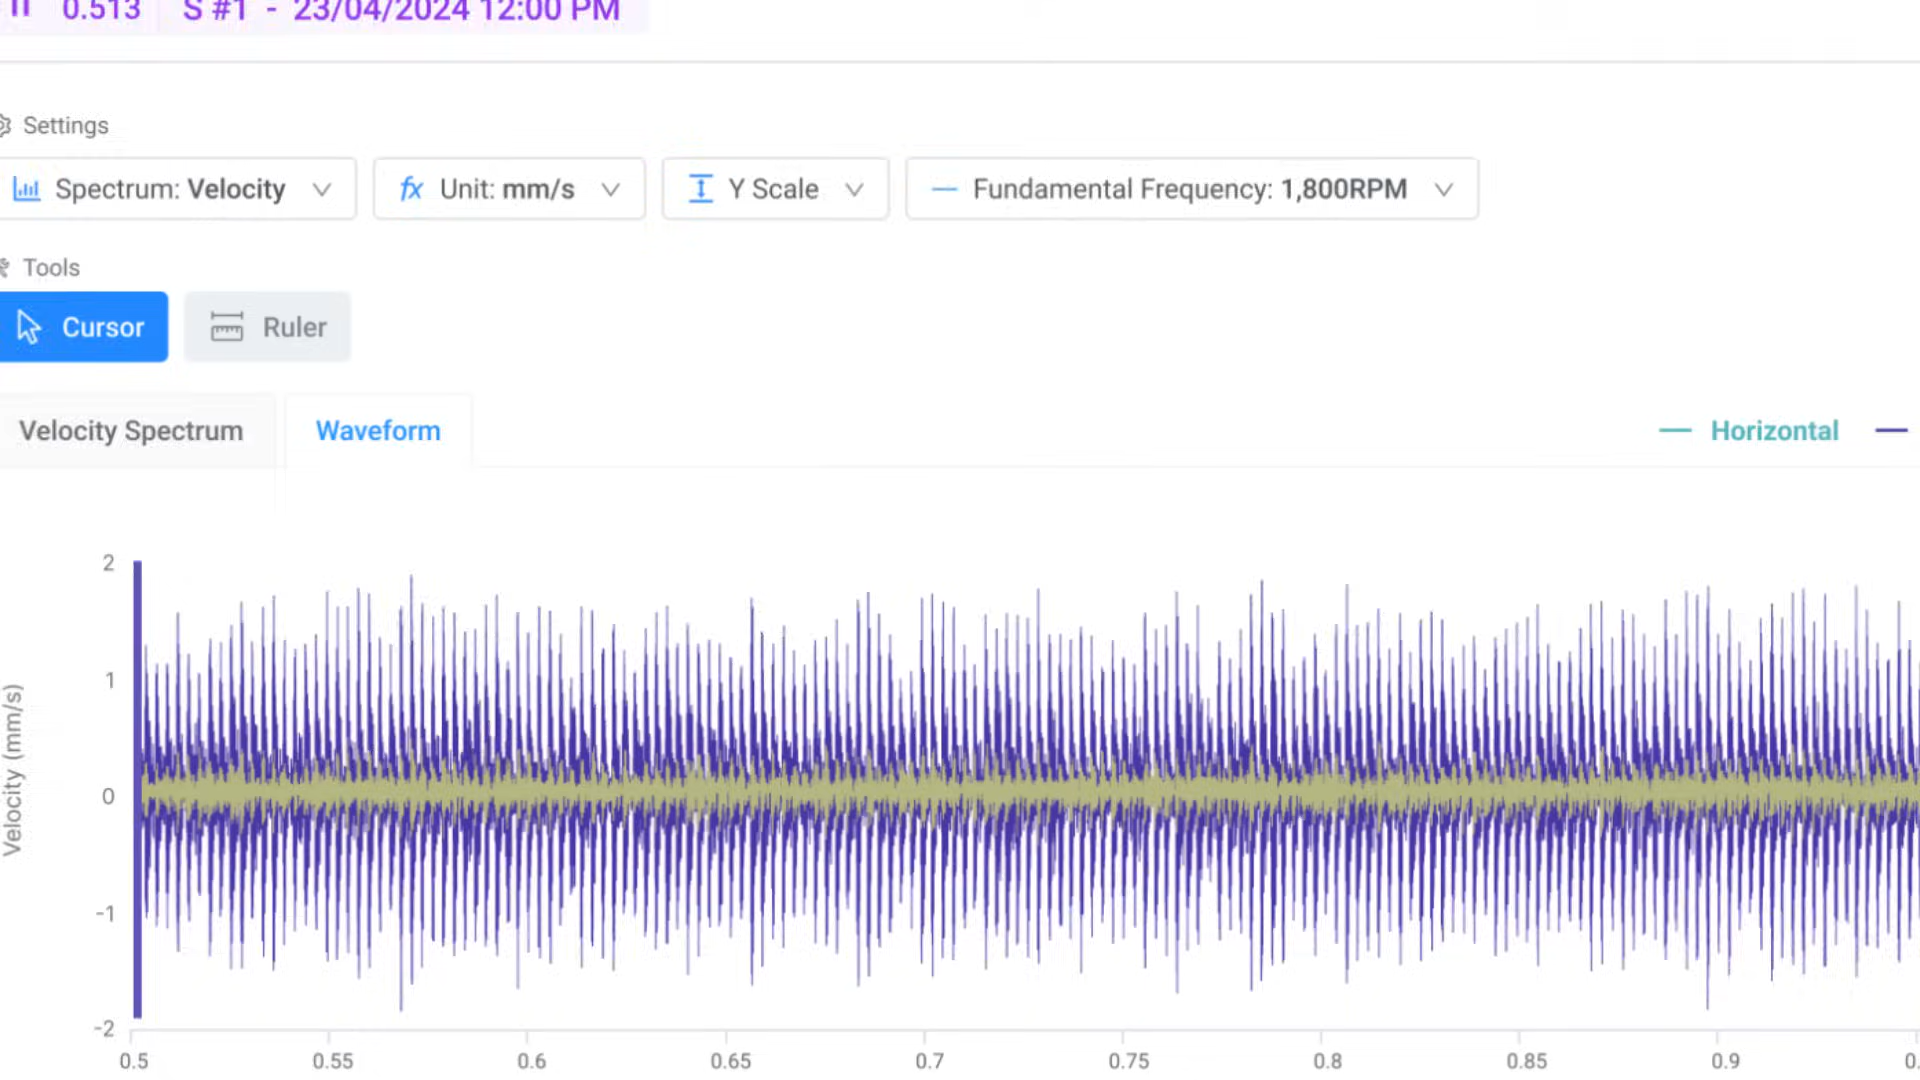 0.513 S #1 - 23/04/2024 12:00 PM
Settings
Spectrum: Velocity
fx Unit: mm/s
Y Scale
Fundamental Frequency: 1,800RPM
Tools
Cursor
Ruler
Velocity Spectrum
Waveform
Horizontal
Velocity (mm/s)
2
1
0
-1
-2
0.5 0.55 0.6 0.65 0.7 0.75 0.8 0.85 0.9